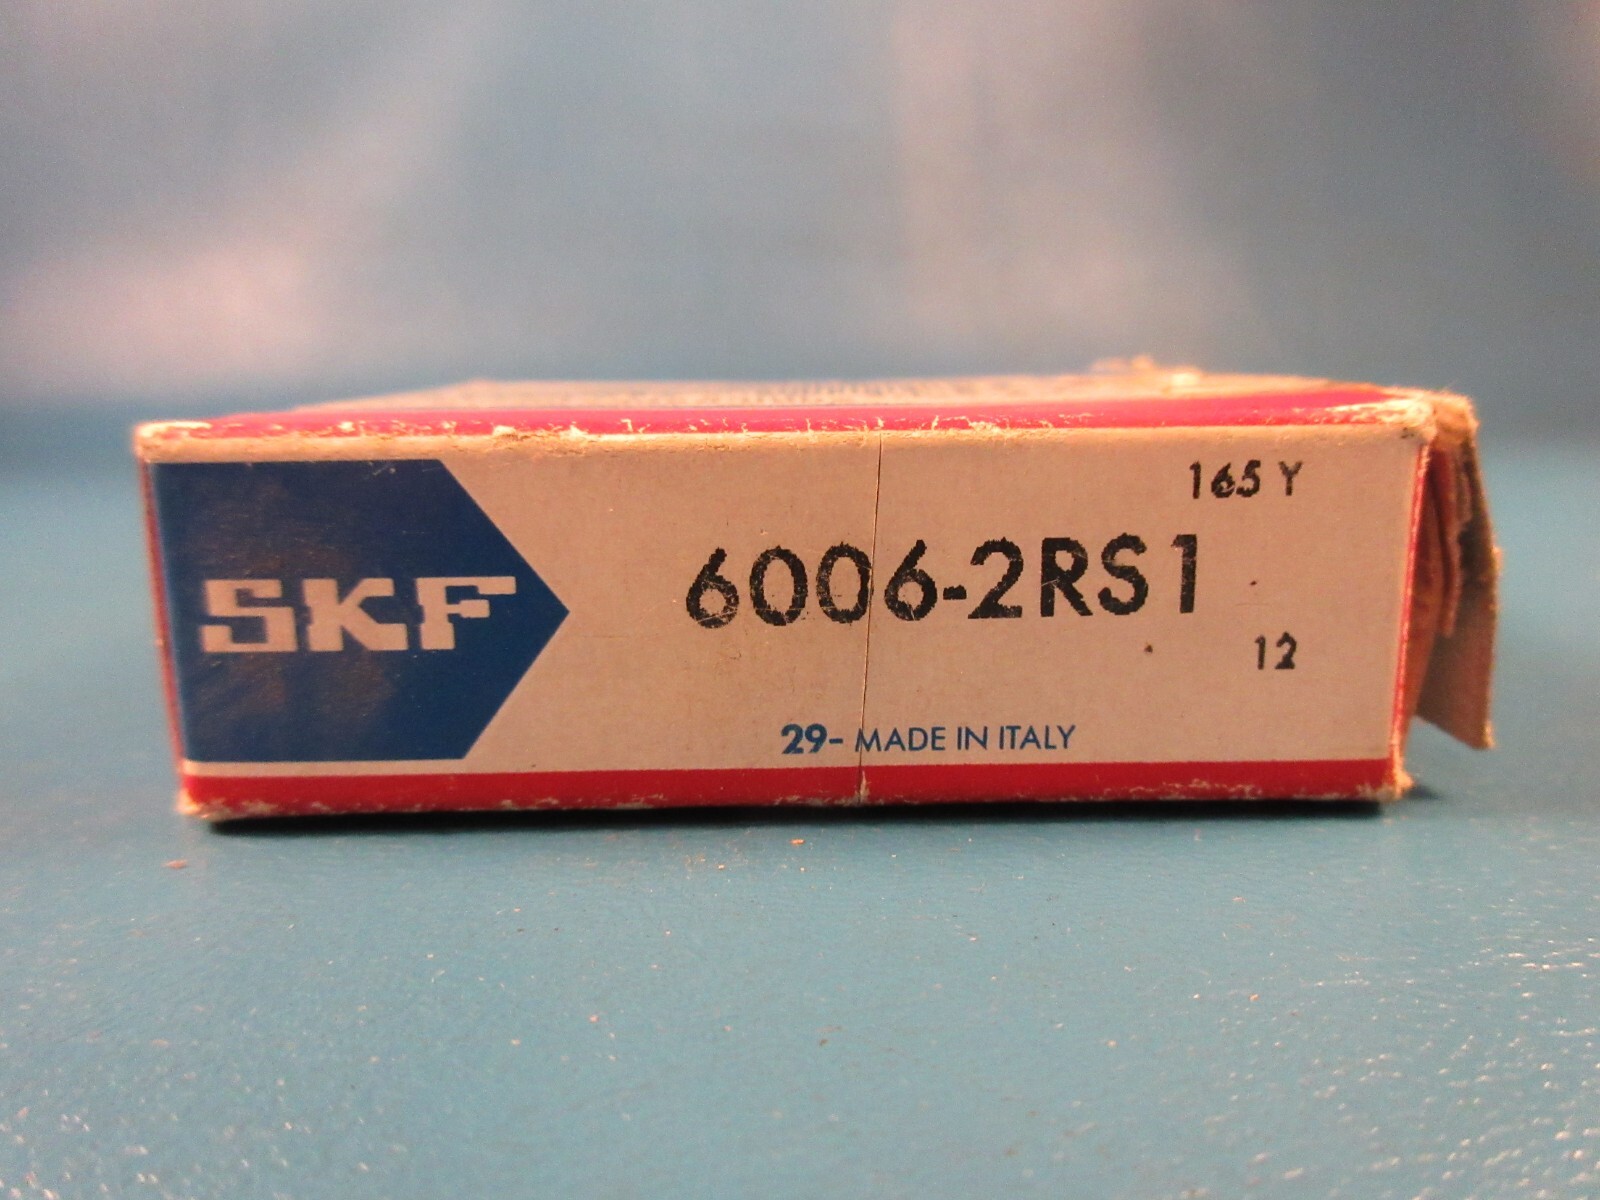 SKF
165 Y
6006-2RS1
12
29- MADE IN ITALY